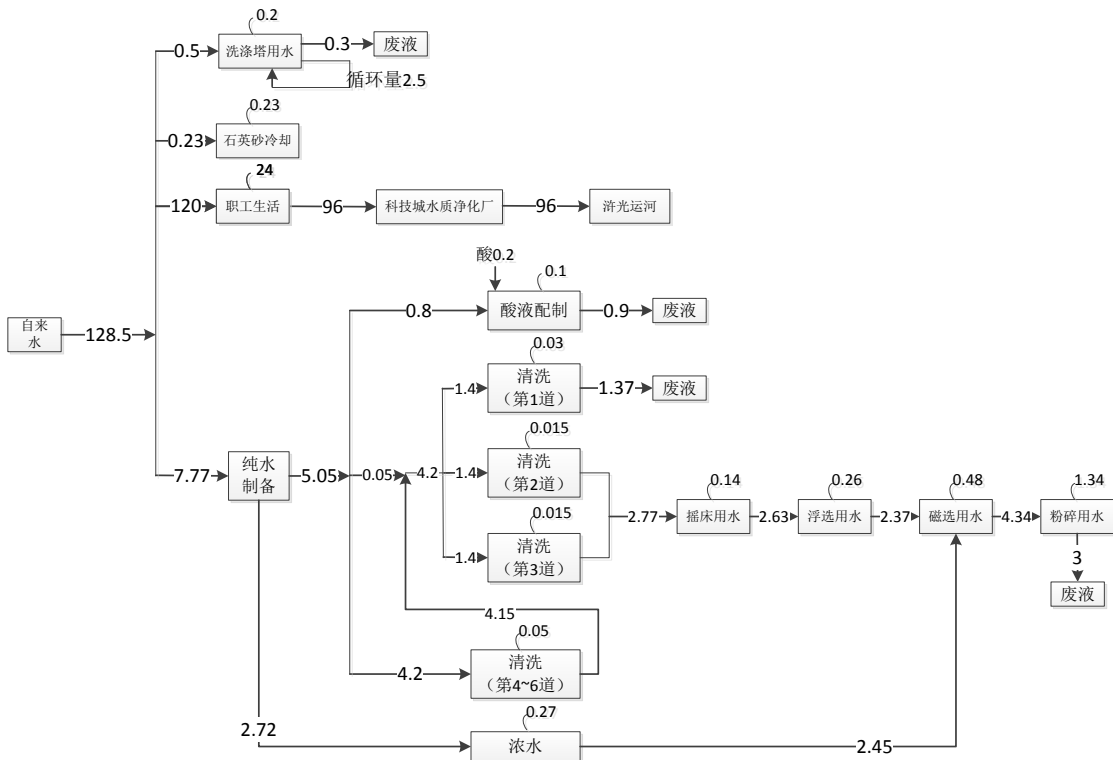 0.2
0.5
洗涤塔用水
0.3
废液
循环量2.5
0.23
0.23
石英砂冷却
24
120
职工生活
96
科技城水质净化厂
96
浒光运河
酸0.2
0.1
0.8
酸液配制
0.9
废液
自来
水
128.5
0.03
1.4
清洗
（第1道）
1.37
废液
0.015
7.77
纯水
制备
5.05
0.05
4.2
1.4
清洗
（第2道）
0.015
1.4
清洗
（第3道）
2.77
0.14
摇床用水
2.63
0.26
浮选用水
2.37
0.48
磁选用水
4.34
1.34
粉碎用水
3
废液
4.15
0.05
4.2
清洗
（第4~6道）
2.72
0.27
浓水
2.45